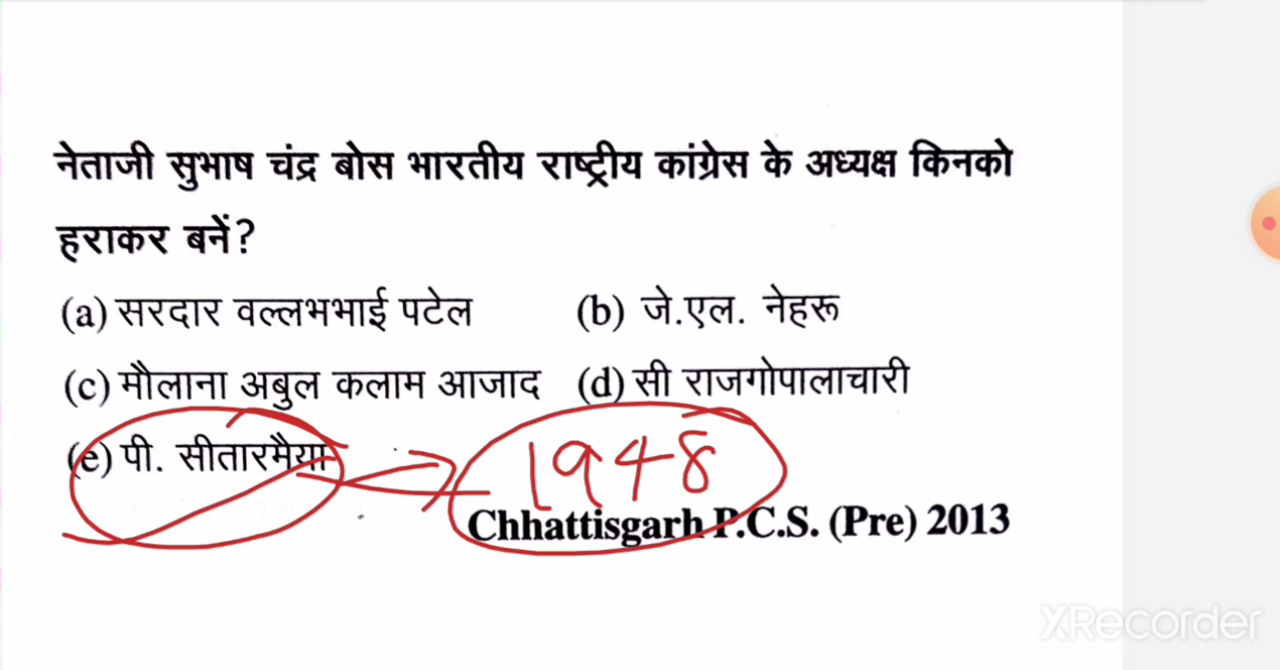 नेताजी सुभाष चंद्र बोस भारतीय राष्ट्रीय कांग्रेस के अध्यक्ष किनको
हराकर बनें?
(a) सरदार वल्लभभाई पटेल (b) जे.एल. नेहरू
(c) मौलाना अबुल कलाम आजाद (d) सी राजगोपालाचारी
(e) पी. सीतारमैया 1948
Chhattisgarh P.C.S. (Pre) 2013
XRecorder